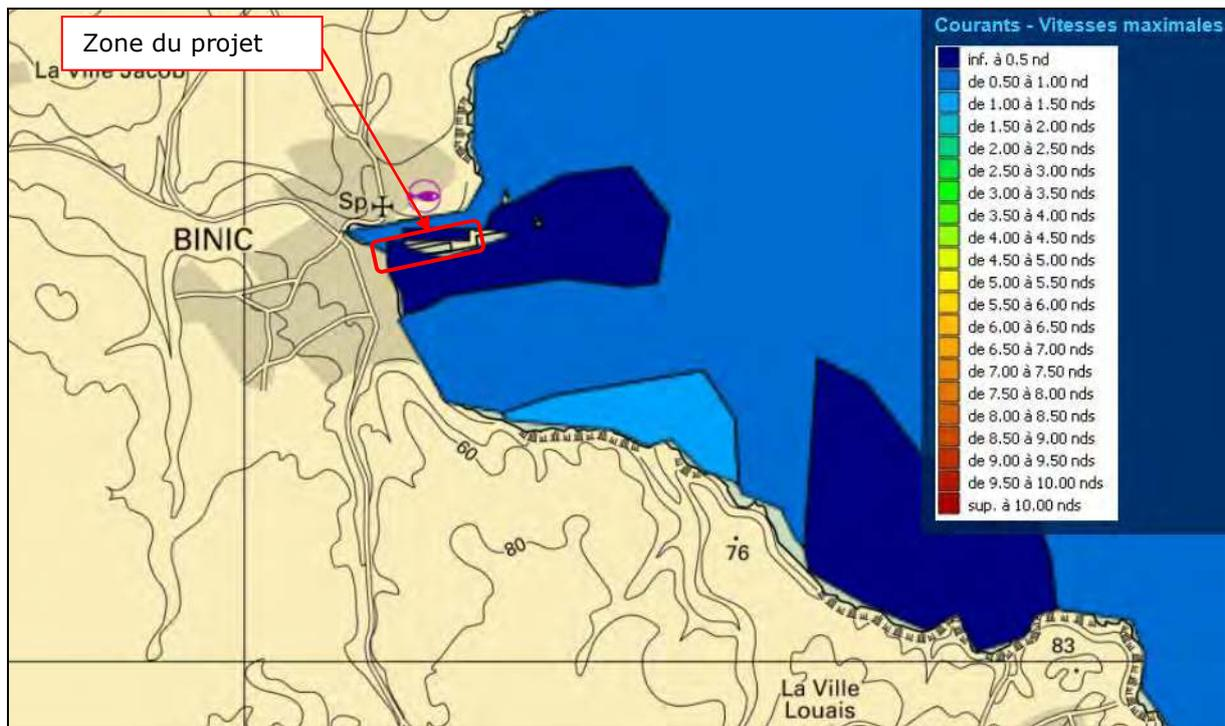 Zone du projet
La Ville Jacob
Sp
BINIC
60
80
76
83
La Ville
Louais
Courants - Vitesses maximales
inf. à 0.5 nd
de 0.50 à 1.00 nd
de 1.00 à 1.50 nds
de 1.50 à 2.00 nds
de 2.00 à 2.50 nds
de 2.50 à 3.00 nds
de 3.00 à 3.50 nds
de 3.50 à 4.00 nds
de 4.00 à 4.50 nds
de 4.50 à 5.00 nds
de 5.00 à 5.50 nds
de 5.50 à 6.00 nds
de 6.00 à 6.50 nds
de 6.50 à 7.00 nds
de 7.00 à 7.50 nds
de 7.50 à 8.00 nds
de 8.00 à 8.50 nds
de 8.50 à 9.00 nds
de 9.00 à 9.50 nds
de 9.50 à 10.00 nds
sup. à 10.00 nds